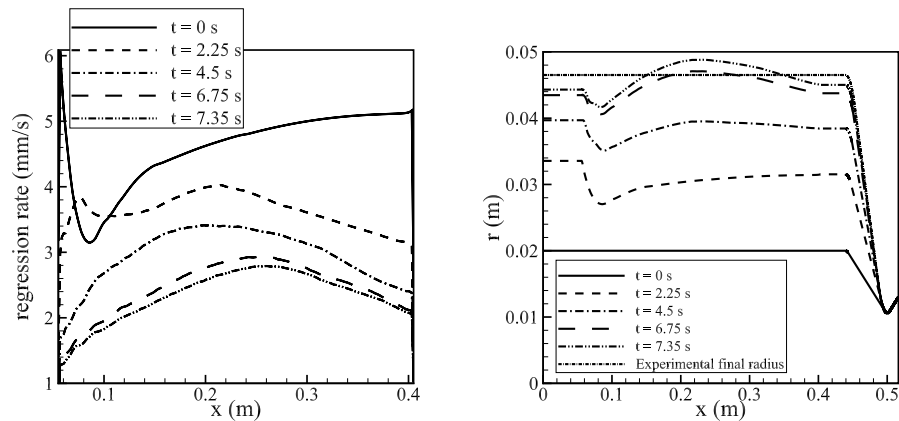 t = 0 s
t = 2.25 s
t = 4.5 s
t = 6.75 s
t = 7.35 s
6
5
4
3
2
1
regression rate (mm/s)
0.1
0.2
0.3
0.4
x (m)
0.05
0.04
0.03
0.02
0.01
0
r (m)
t = 0 s
t = 2.25 s
t = 4.5 s
t = 6.75 s
t = 7.35 s
Experimental final radius
0
0.1
0.2
0.3
0.4
0.5
x (m)